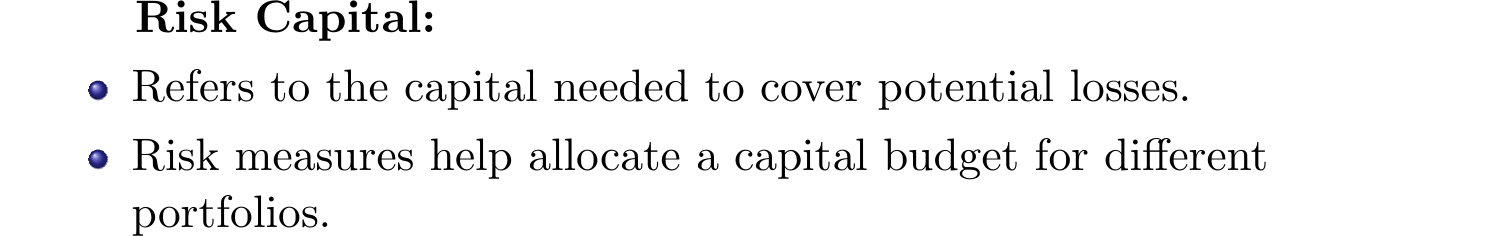 Risk Capital:
Refers to the capital needed to cover potential losses.
Risk measures help allocate a capital budget for different
portfolios.